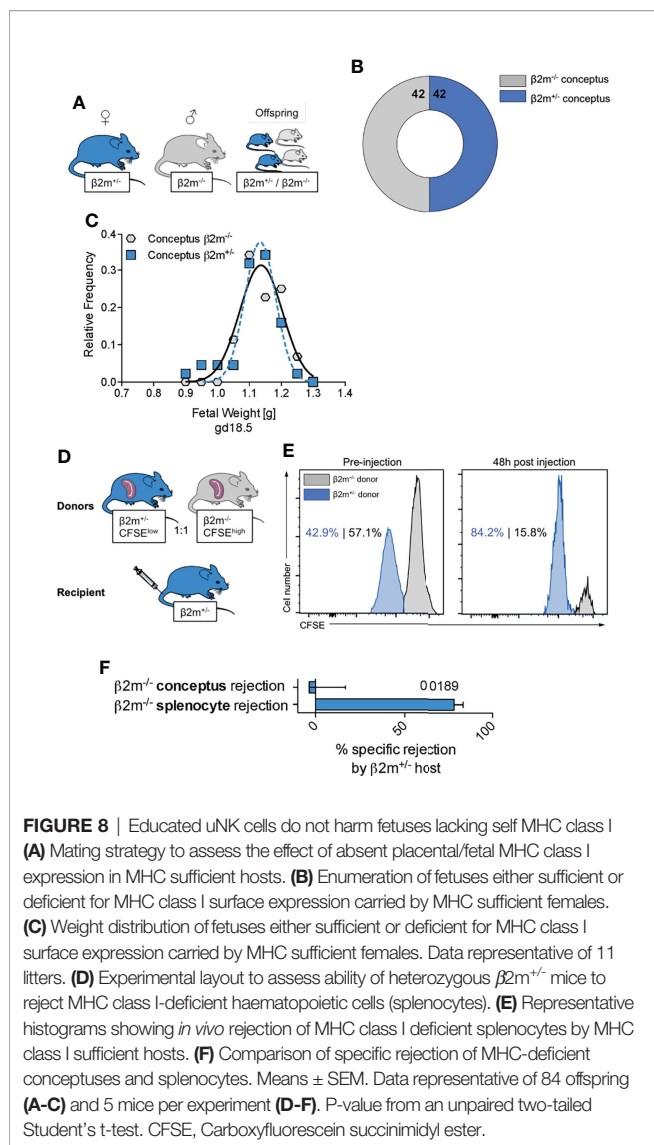 A
♀
♂
Offspring
β2m+/-
β2m-/-
β2m+/- / β2m-/-
B
42 42
β2m-/- conceptus
β2m+/- conceptus
C
Conceptus β2m-/-
Conceptus β2m+/-
Relative Frequency
0.4
0.3
0.2
0.1
0.0
0.7 0.8 0.9 1.0 1.1 1.2 1.3 1.4
Fetal Weight [g]
gd18.5
D
Donors
β2m+/-
CFSElow
1:1
β2m-/-
CFSEhigh
Recipient
β2m+/-
E
Pre-injection
48h post injection
β2m-/- donor
β2m+/- donor
42.9% | 57.1%
84.2% | 15.8%
Cell number
CFSE
F
β2m-/- conceptus rejection
β2m-/- splenocyte rejection
0 0189
0 50 100
% specific rejection
by β2m+/- host
FIGURE 8 | Educated uNK cells do not harm fetuses lacking self MHC class I
(A) Mating strategy to assess the effect of absent placental/fetal MHC class I
expression in MHC sufficient hosts. (B) Enumeration of fetuses either sufficient or
deficient for MHC class I surface expression carried by MHC sufficient females.
(C) Weight distribution of fetuses either sufficient or deficient for MHC class I
surface expression carried by MHC sufficient females. Data representative of 11
litters. (D) Experimental layout to assess ability of heterozygous β2m+/- mice to
reject MHC class I-deficient haematopoietic cells (splenocytes). (E) Representative
histograms showing in vivo rejection of MHC class I deficient splenocytes by MHC
class I sufficient hosts. (F) Comparison of specific rejection of MHC-deficient
conceptuses and splenocytes. Means ± SEM. Data representative of 84 offspring
(A-C) and 5 mice per experiment (D-F). P-value from an unpaired two-tailed
Student's t-test. CFSE, Carboxyfluorescein succinimidyl ester.